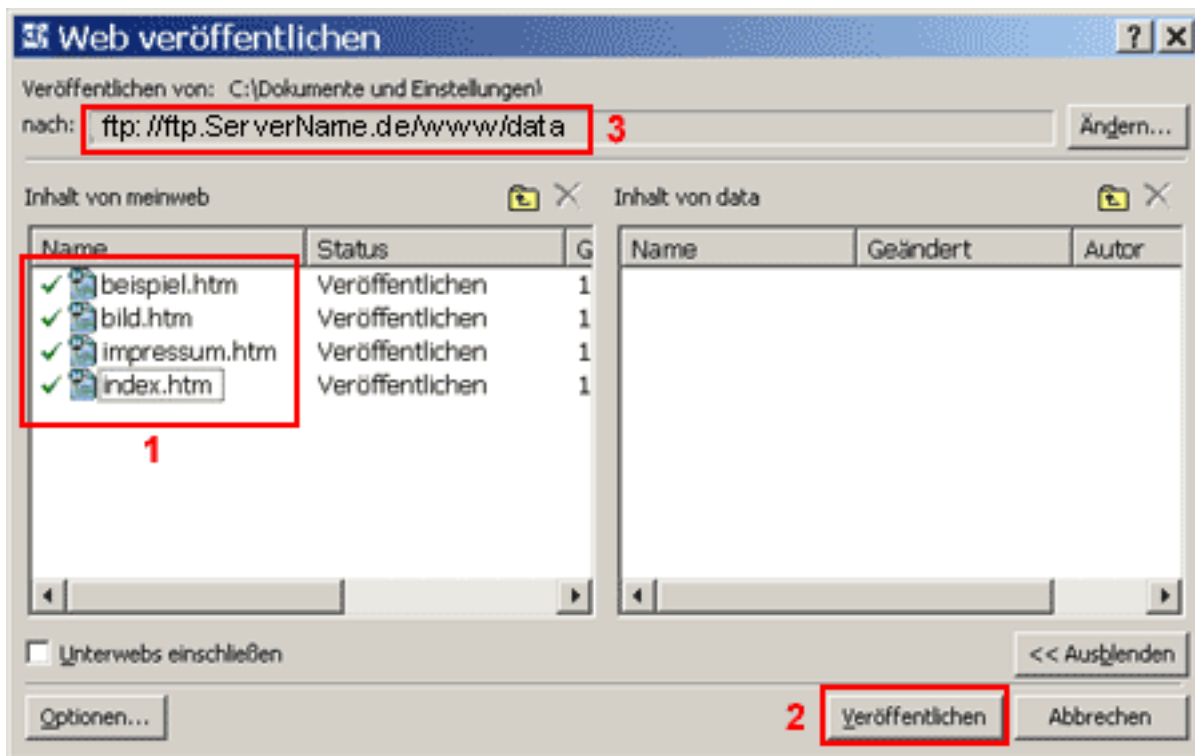 Web veröffentlichen ? X
Veröffentlichen von: C:\Dokumente und Einstellungen\
nach: ftp://ftp.ServerName.de/www/data 3 Ändern...
Inhalt von meinweb Inhalt von data
Name Status G Name Geändert Autor
beispiel.htm Veröffentlichen 1
bild.htm Veröffentlichen 1
impressum.htm Veröffentlichen 1
index.htm Veröffentlichen 1
1
Unterwebs einschließen << Ausblenden
Optionen... 2 Veröffentlichen Abbrechen